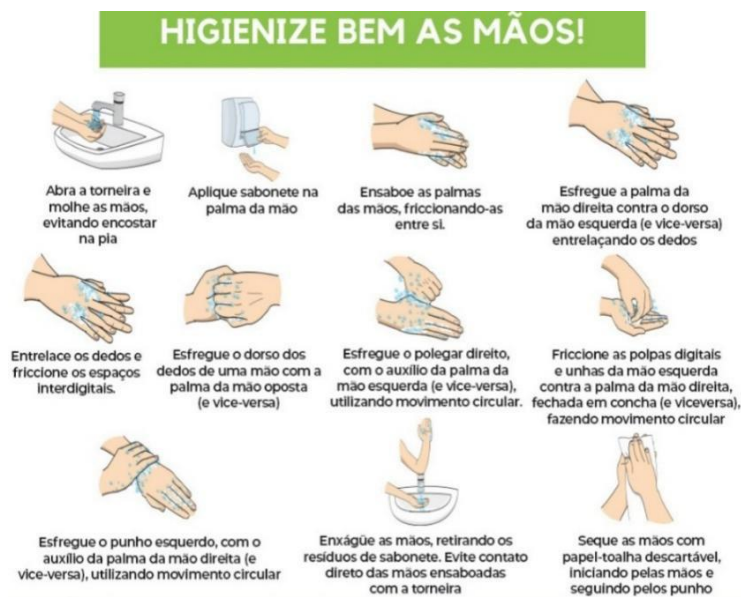 HIGIENIZE BEM AS MÃOS!
Abra a torneira e
molhe as mãos,
evitando encostar
na pia
Aplique sabonete na
palma da mão
Ensaboe as palmas
das mãos, friccionando-as
entre si.
Esfregue a palma da
mão direita contra o dorso
da mão esquerda (e vice-versa)
entrelaçando os dedos
Entrelace os dedos e
friccione os espaços
interdigitais.
Esfregue o dorso dos
dedos de uma mão com a
palma da mão oposta
(e vice-versa)
Esfregue o polegar direito,
com o auxílio da palma da
mão esquerda (e vice-versa),
utilizando movimento circular.
Friccione as polpas digitais
e unhas da mão esquerda
contra a palma da mão direita,
fechada em concha (e viceversa),
fazendo movimento circular
Esfregue o punho esquerdo, com o
auxílio da palma da mão direita (e
vice-versa), utilizando movimento circular
Enxágüe as mãos, retirando os
resíduos de sabonete. Evite contato
direto das mãos ensaboadas
com a torneira
Seque as mãos com
papel-toalha descartável,
iniciando pelas mãos e
seguindo pelos punho